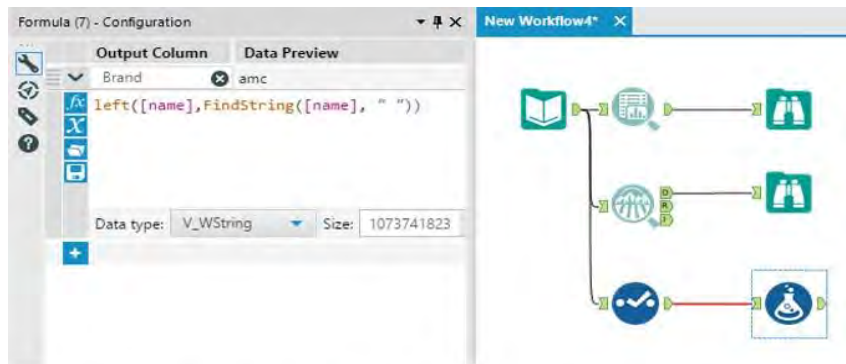 Formula (7) - Configuration
New Workflow4*
Output Column Data Preview
Brand amc
fx left([name],FindString([name], " "))
X
Data type: V_WString Size: 1073741823
D
R
I